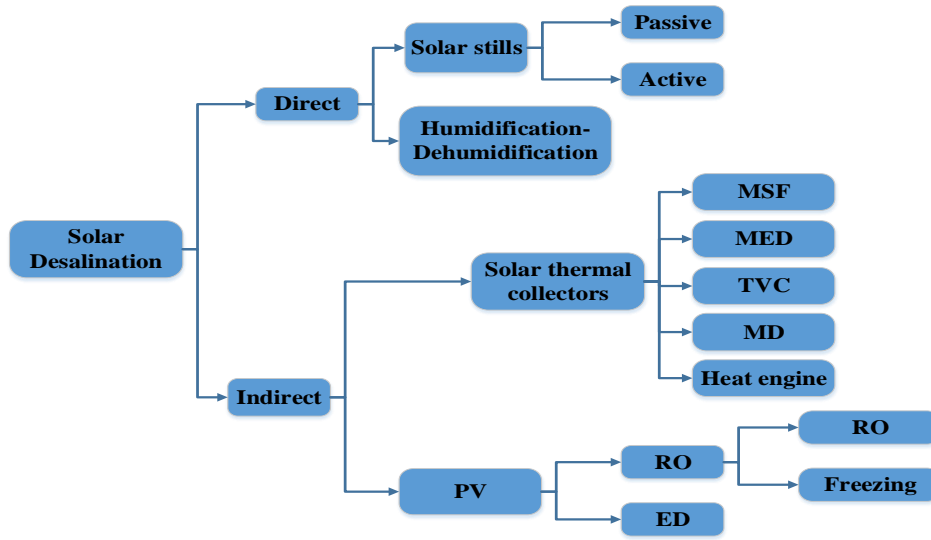 Solar
Desalination
Direct
Solar stills
Passive
Active
Humidification-
Dehumidification
Indirect
Solar thermal
collectors
MSF
MED
TVC
MD
Heat engine
PV
RO
RO
Freezing
ED